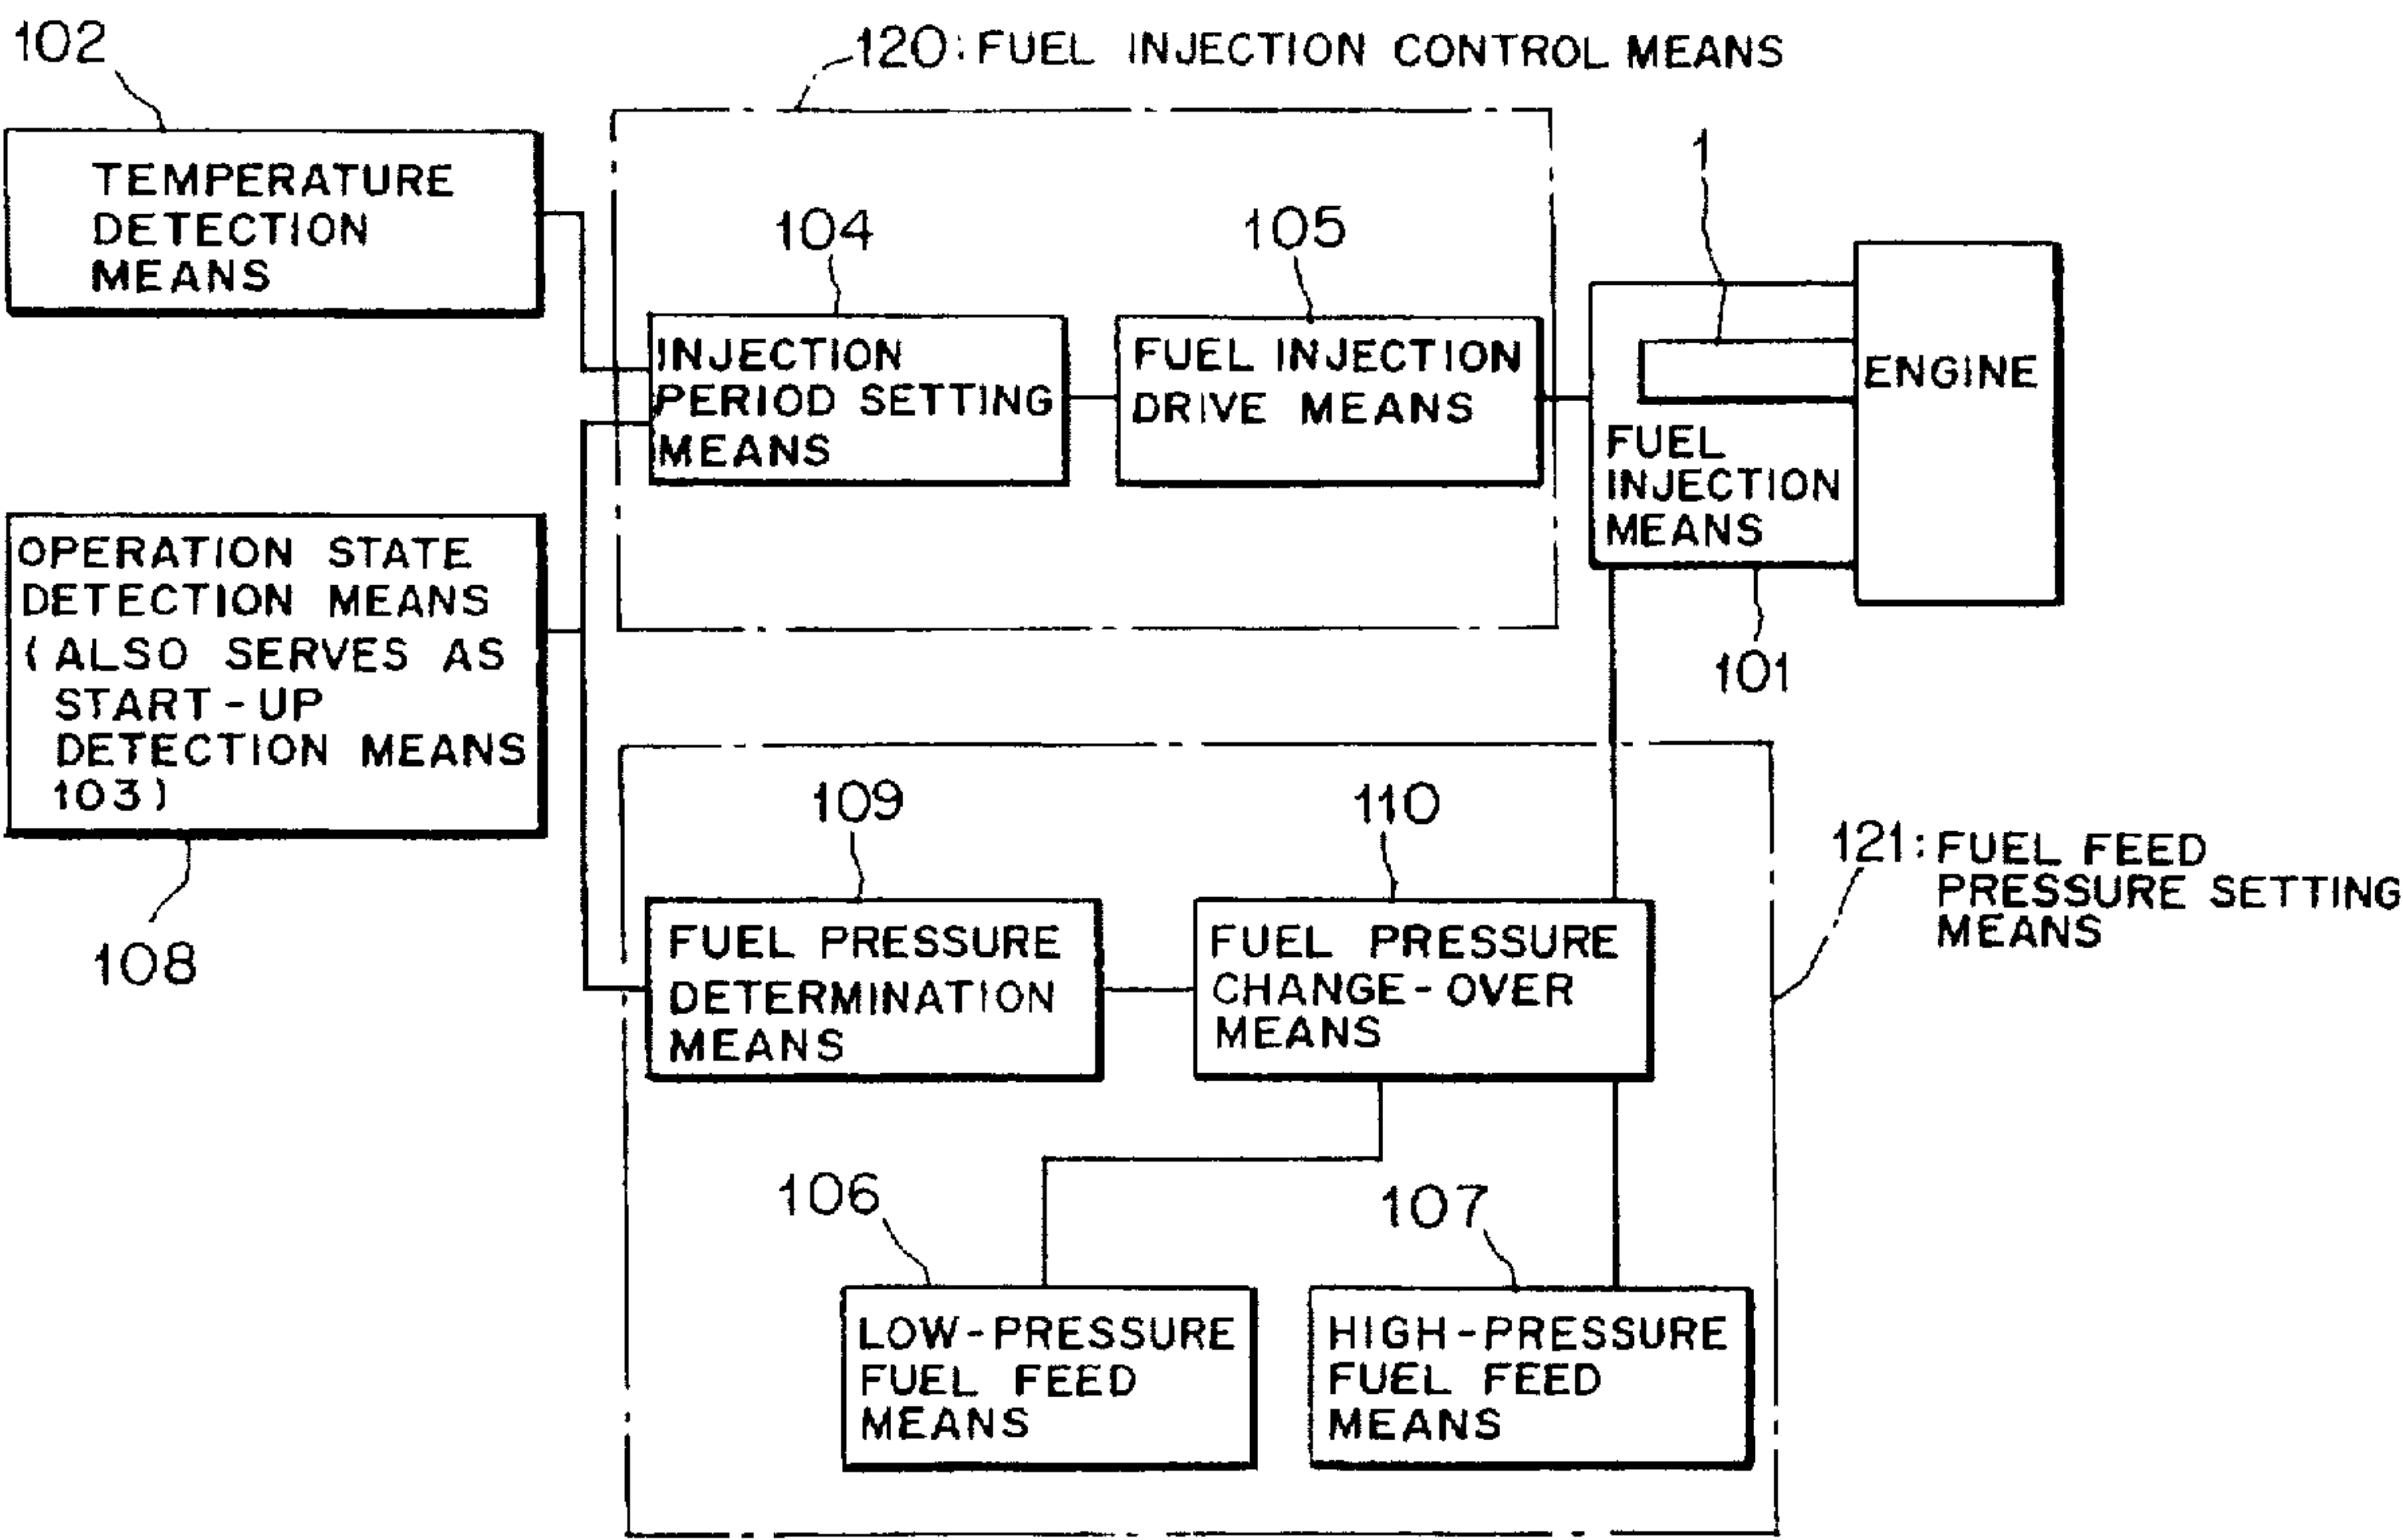 102
120: FUEL INJECTION CONTROL MEANS
TEMPERATURE
DETECTION
MEANS
104
105
1
INJECTION
PERIOD SETTING
MEANS
FUEL INJECTION
DRIVE MEANS
ENGINE
FUEL
INJECTION
MEANS
101
OPERATION STATE
DETECTION MEANS
(ALSO SERVES AS
START-UP
DETECTION MEANS
103)
108
109
110
121: FUEL FEED
PRESSURE SETTING
MEANS
FUEL PRESSURE
DETERMINATION
MEANS
FUEL PRESSURE
CHANGE-OVER
MEANS
106
107
LOW-PRESSURE
FUEL FEED
MEANS
HIGH-PRESSURE
FUEL FEED
MEANS